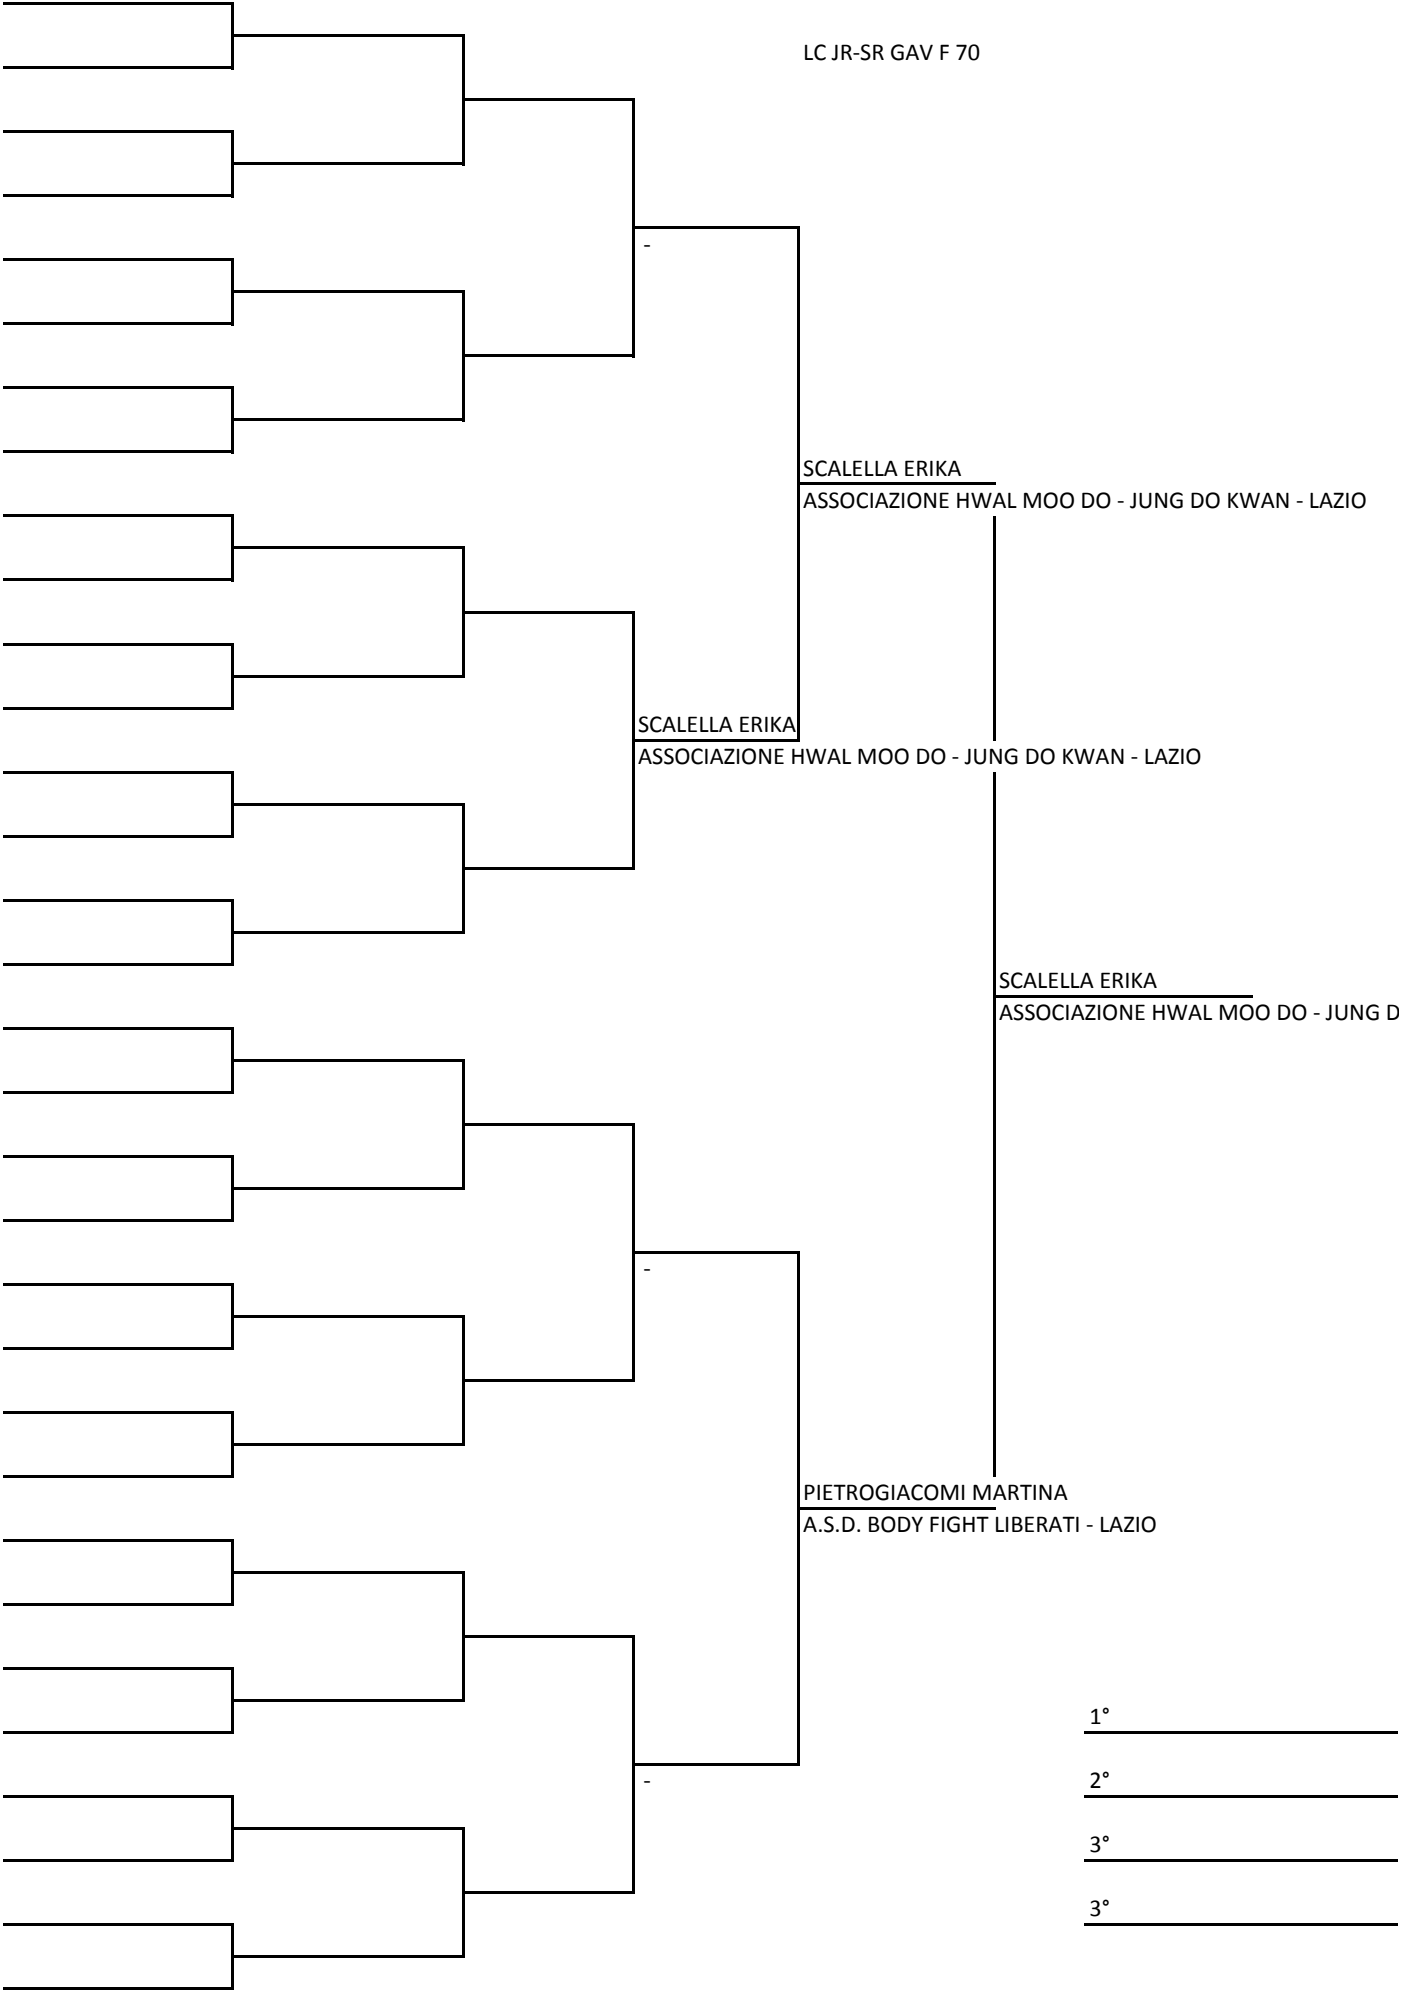 LC JR-SR GAV F 70
-
SCALELLA ERIKA
ASSOCIAZIONE HWAL MOO DO - JUNG DO KWAN - LAZIO
SCALELLA ERIKA
ASSOCIAZIONE HWAL MOO DO - JUNG DO KWAN - LAZIO
SCALELLA ERIKA
ASSOCIAZIONE HWAL MOO DO - JUNG D
-
PIETROGIACOMI MARTINA
A.S.D. BODY FIGHT LIBERATI - LAZIO
1°
2°
-
3°
3°